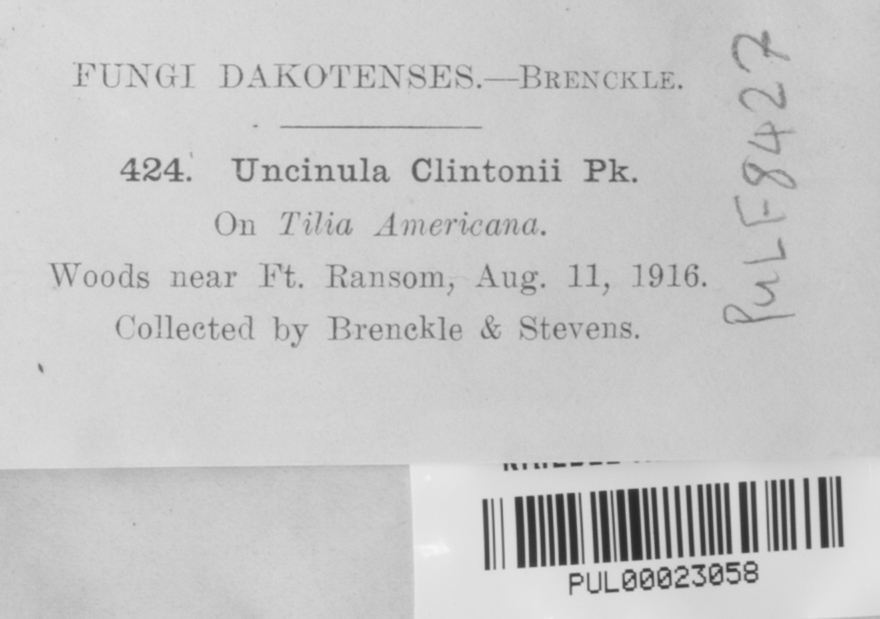 FUNGI DAKOTENSES.—BRENCKLE.
424. Uncinula Clintonii Pk.
On Tilia Americana.
Woods near Ft. Ransom, Aug. 11, 1916.
Collected by Brenckle & Stevens.
PuL F8427
PUL00023058